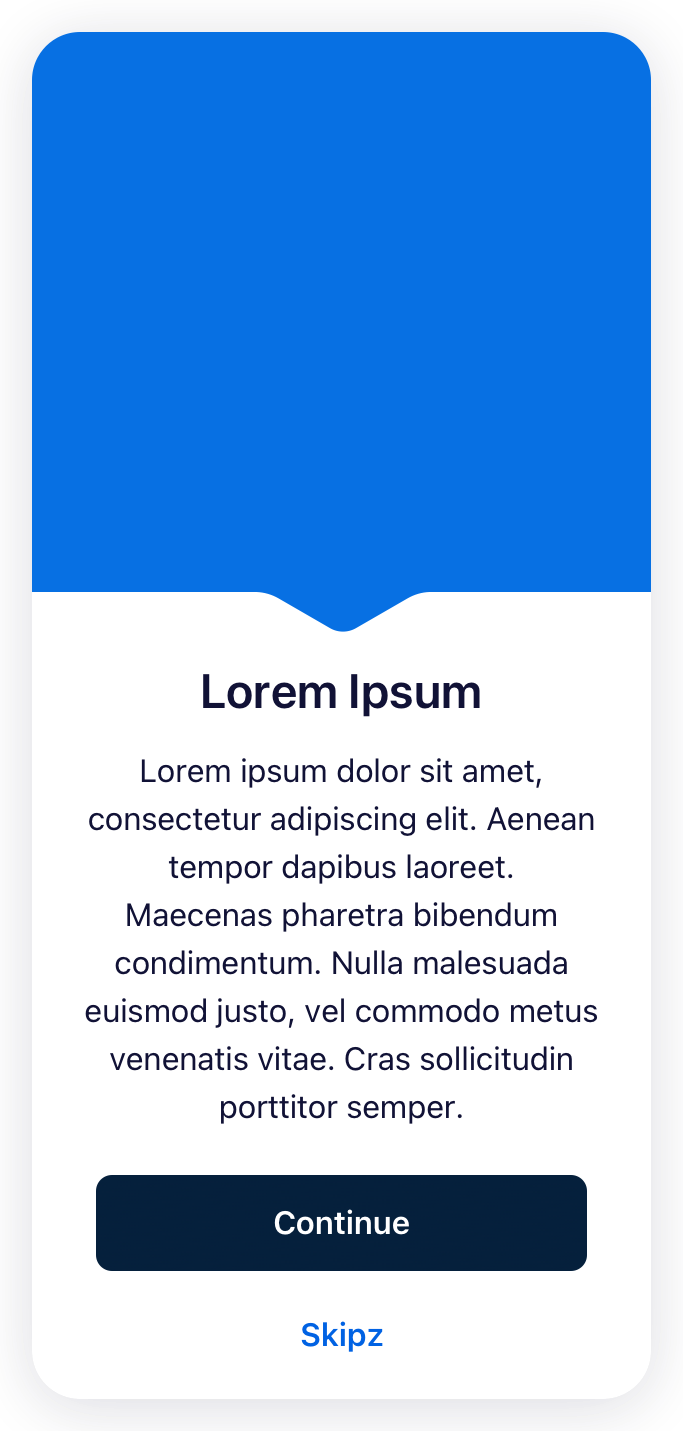 Lorem Ipsum
Lorem ipsum dolor sit amet,
consectetur adipiscing elit. Aenean
tempor dapibus laoreet.
Maecenas pharetra bibendum
condimentum. Nulla malesuada
euismod justo, vel commodo metus
venenatis vitae. Cras sollicitudin
porttitor semper.
Continue
Skipz